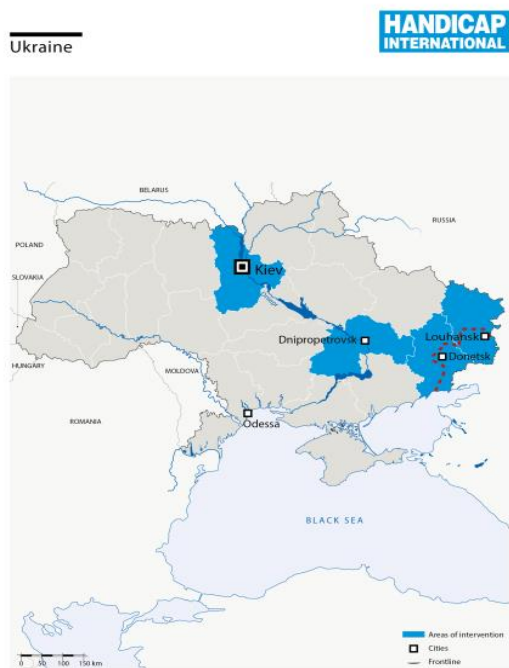 HANDICAP
INTERNATIONAL
Ukraine
BELARUS
RUSSIA
POLAND
Kiev
SLOVAKIA
Dnipropetrovsk
Louhansk
Donetsk
HUNGARY
MOLDOVA
Odessa
ROMANIA
BLACK SEA
Areas of intervention
Cities
Frontline
0 50 100 150 km